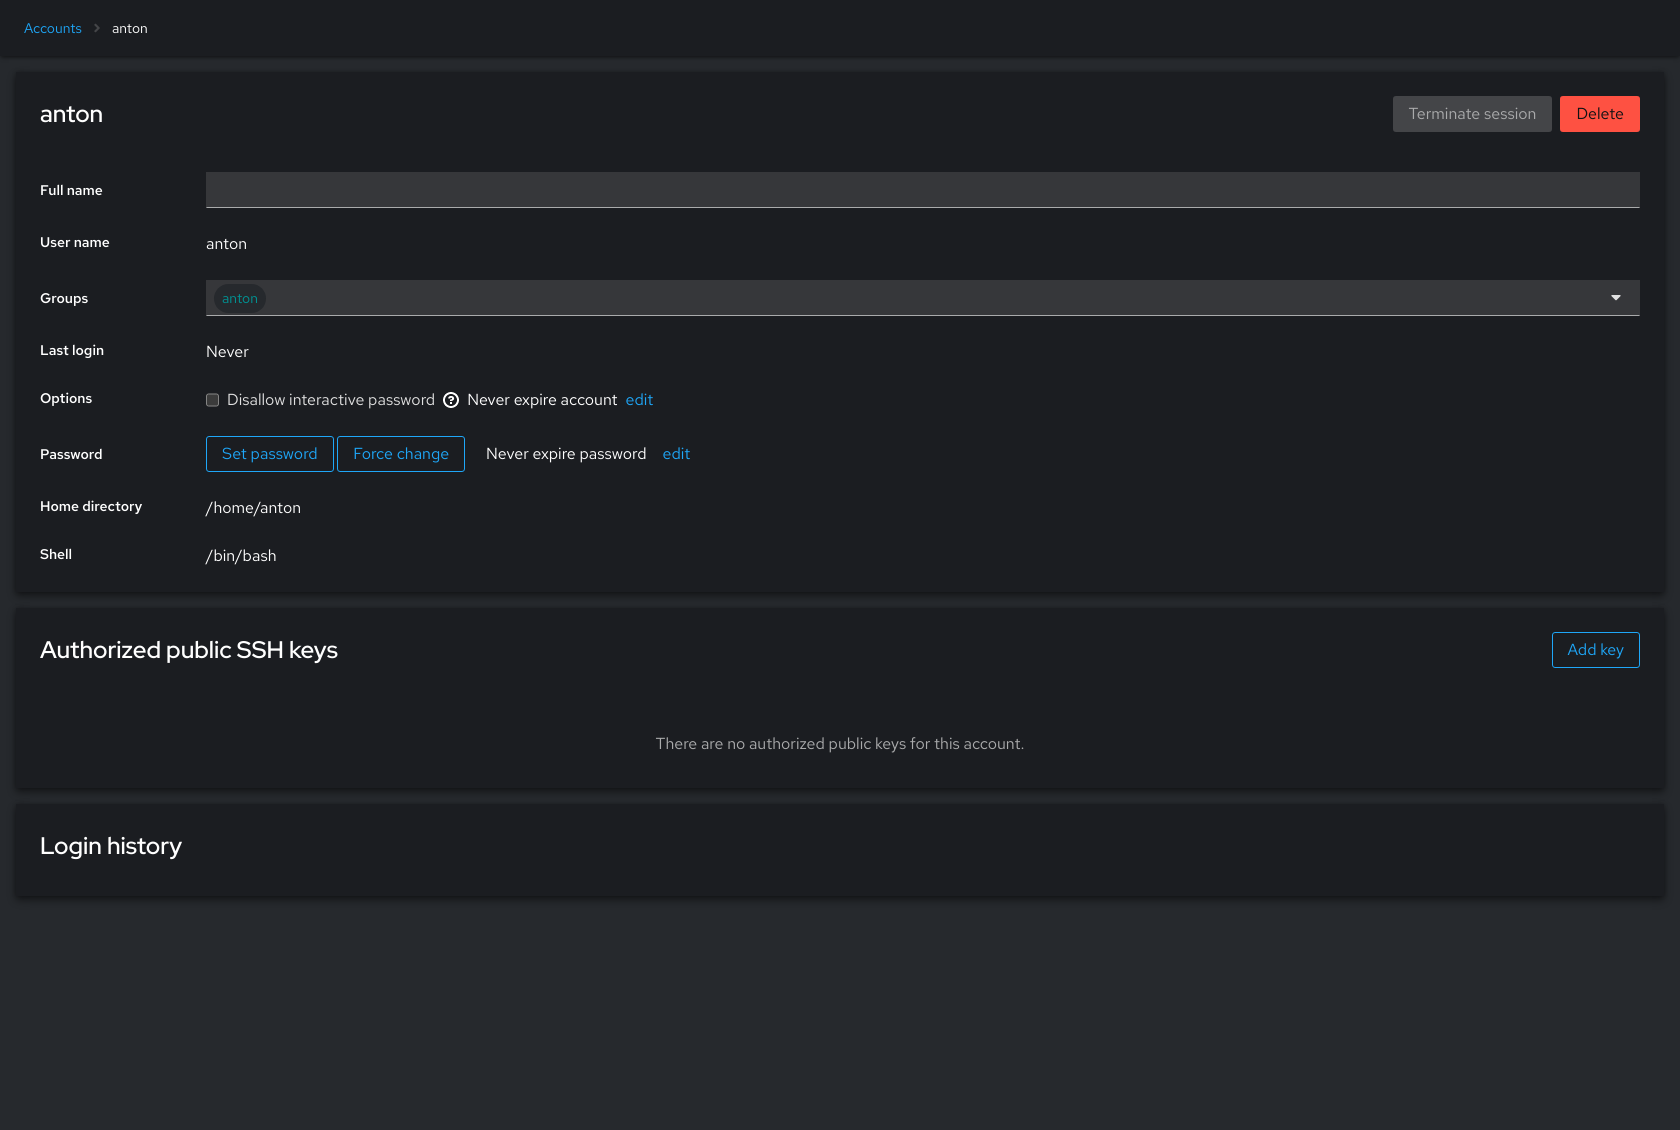 Accounts > anton
anton
Terminate session Delete
Full name
User name anton
Groups anton
Last login Never
Options Disallow interactive password Never expire account edit
Password Set password Force change Never expire password edit
Home directory /home/anton
Shell /bin/bash
Authorized public SSH keys Add key
There are no authorized public keys for this account.
Login history